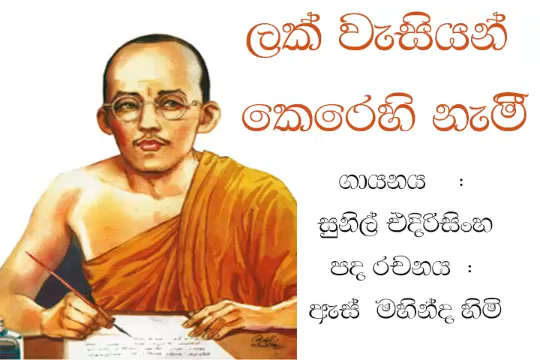 ලක් වැසියන්
කෙරෙහි නැමී
ගායනය :
සුනිල් එදිරිසිංහ
පද රචනය :
ඇස් මහින්ද හිමි